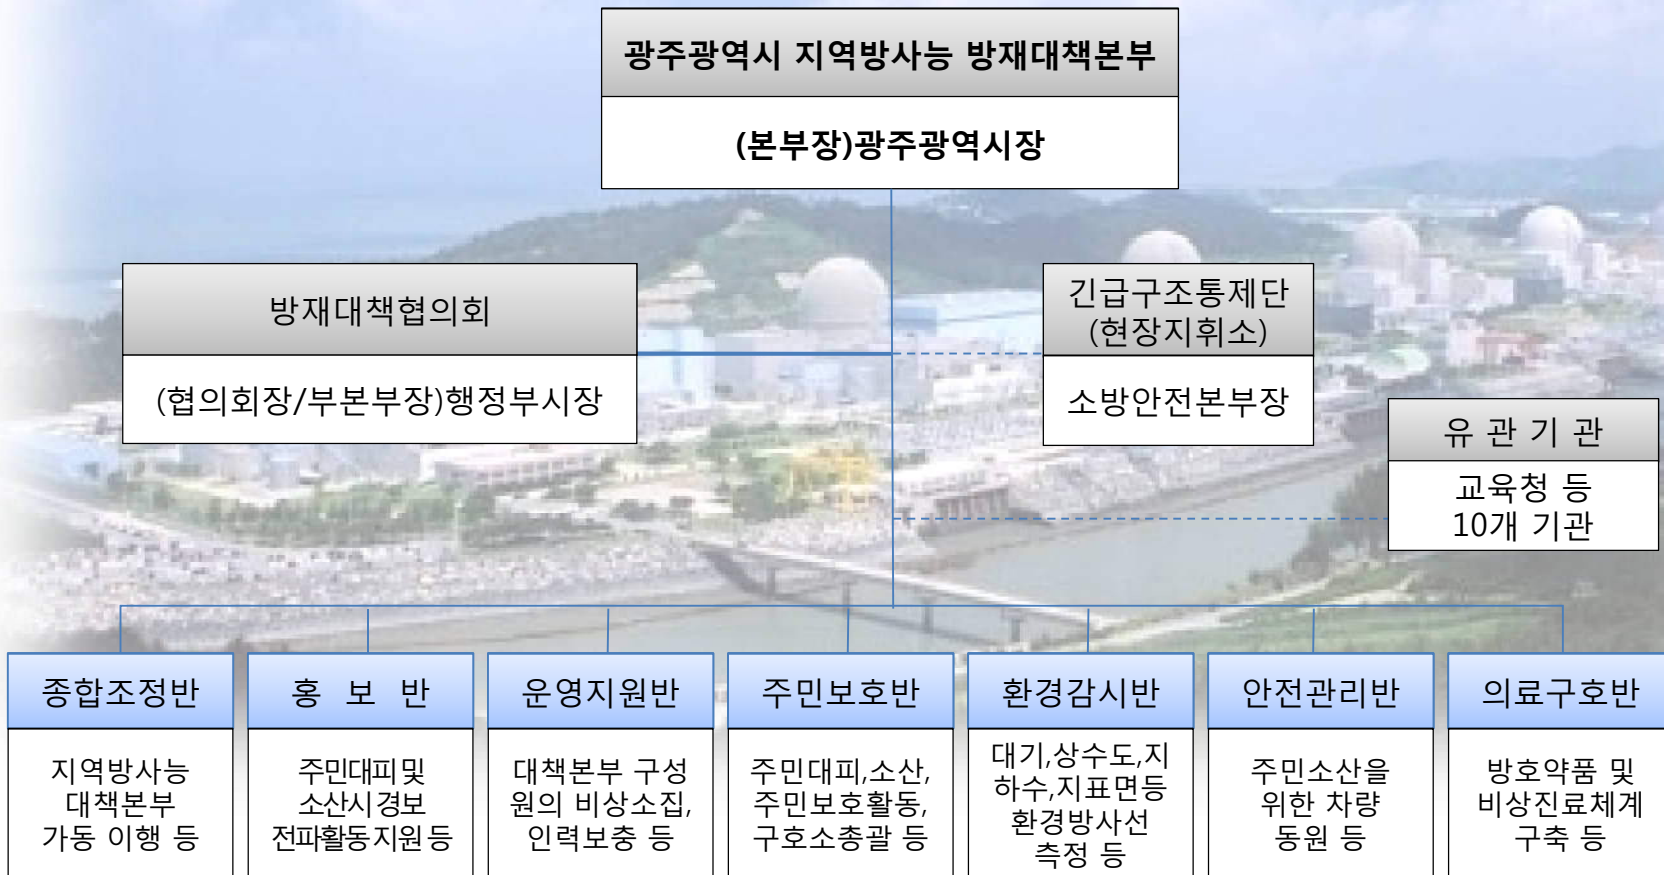 광주광역시 지역방사능 방재대책본부
(본부장)광주광역시장
방재대책협의회
(협의회장/부본부장)행정부시장
긴급구조통제단
(현장지휘소)
소방안전본부장
유 관 기 관
교육청 등
10개 기관
종합조정반
지역방사능
대책본부
가동 이행 등
홍 보 반
주민대피및
소산시경보
전파활동지원등
운영지원반
대책본부 구성
원의 비상소집,
인력보충 등
주민보호반
주민대피,소산,
주민보호활동,
구호소총괄 등
환경감시반
대기,상수도,지
하수,지표면등
환경방사선
측정 등
안전관리반
주민소산을
위한 차량
동원 등
의료구호반
방호약품 및
비상진료체계
구축 등